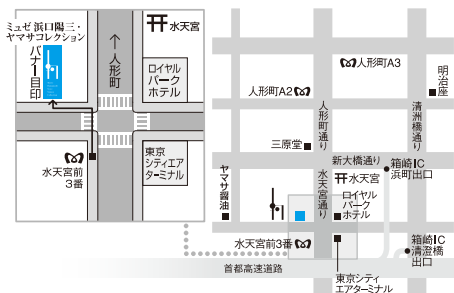 ミュゼ 浜口陽三・
ヤマサコレクション
バナー目印
↑人形町
水天宮
ロイヤル
パーク
ホテル
水天宮前
3番
東京
シティエア
ターミナル
人形町A3
人形町A2
明治座
人形町通り
清洲橋通り
三原堂
新大橋通り
箱崎IC
浜町出口
ヤマサ醤油
水天宮通り
水天宮
ロイヤル
パーク
ホテル
水天宮前3番
箱崎IC
清澄橋
出口
首都高速道路
東京シティ
エアターミナル